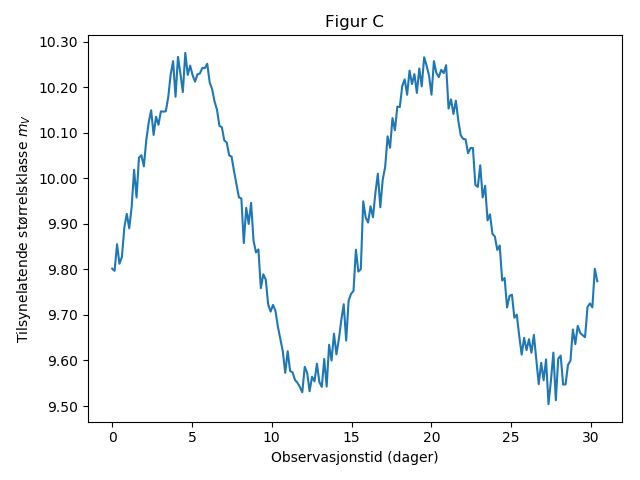 Figur C
Tilsynelatende størrelsklasse m_V
10.30
10.20
10.10
10.00
9.90
9.80
9.70
9.60
9.50
0 5 10 15 20 25 30
Observasjonstid (dager)